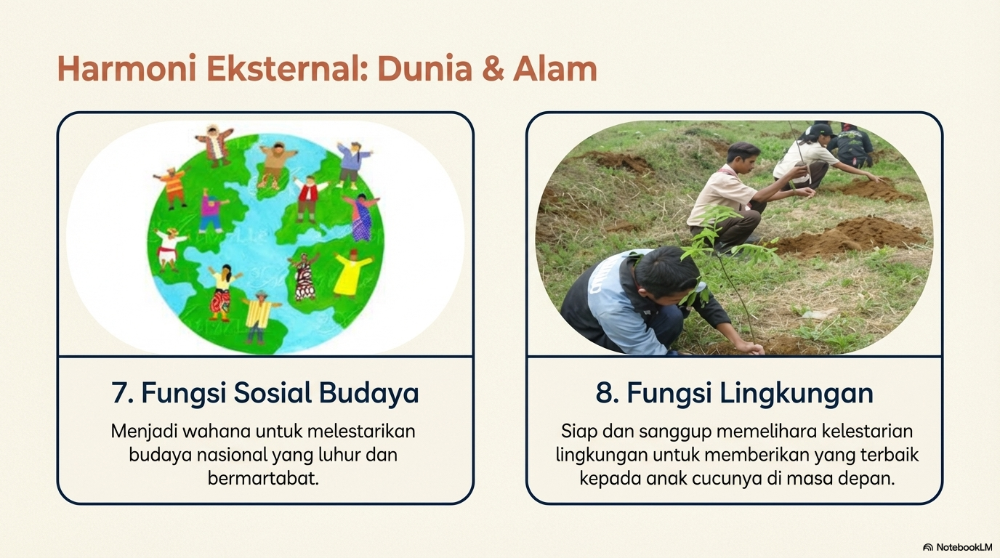 Harmoni Eksternal: Dunia & Alam
7. Fungsi Sosial Budaya
Menjadi wahana untuk melestarikan
budaya nasional yang luhur dan
bermartabat.
8. Fungsi Lingkungan
Siap dan sanggup memelihara kelestarian
lingkungan untuk memberikan yang terbaik
kepada anak cucunya di masa depan.
NotebookLM